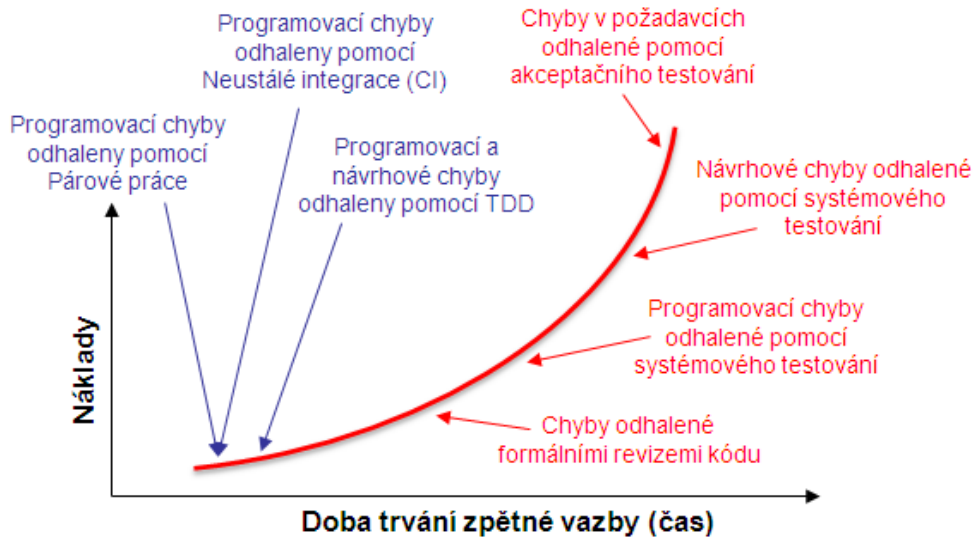 Programovací chyby
odhaleny pomocí
Neustálé integrace (CI)
Chyby v požadavcích
odhalené pomocí
akceptačního testování
Programovací chyby
odhaleny pomocí
Párové práce
Programovací a
návrhové chyby
odhaleny pomocí TDD
Návrhové chyby odhalené
pomocí systémového
testování
Programovací chyby
odhalené pomocí
systémového testování
Chyby odhalené
formálními revizemi kódu
Náklady
Doba trvání zpětné vazby (čas)